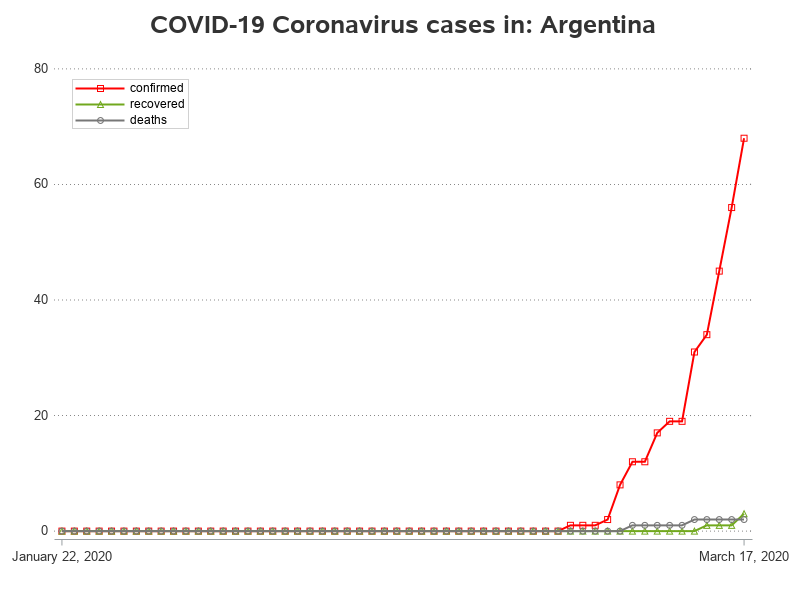 COVID-19 Coronavirus cases in: Argentina
80
confirmed
recovered
deaths
60
40
20
0
January 22, 2020
March 17, 2020